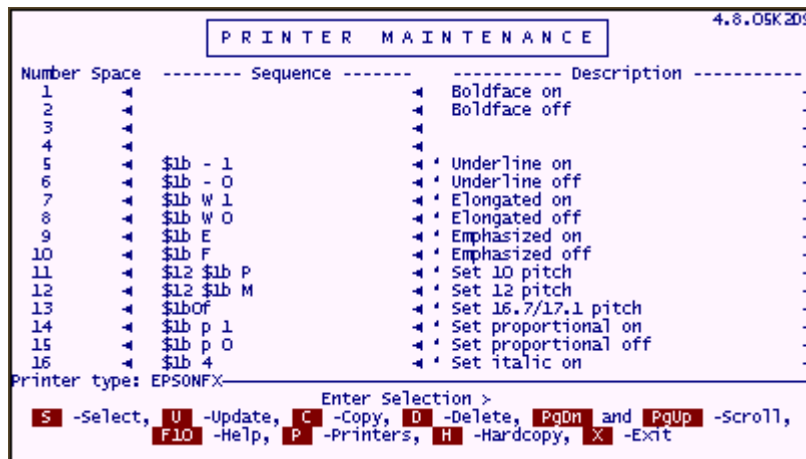 4.8.05K2DS
PRINTER MAINTENANCE
Number Space -------- Sequence ------- ----------- Description -----------
1 Boldface on
2 Boldface off
3
4
5 $1b - 1 Underline on
6 $1b - 0 Underline off
7 $1b W 1 Elongated on
8 $1b W 0 Elongated off
9 $1b E Emphasized on
10 $1b F Emphasized off
11 $12 $1b P Set 10 pitch
12 $12 $1b M Set 12 pitch
13 $1b0f Set 16.7/17.1 pitch
14 $1b p 1 Set proportional on
15 $1b p 0 Set proportional off
16 $1b 4 Set italic on
Printer type: EPSONFX
Enter Selection >
S -Select, U -Update, C -Copy, D -Delete, PgDn and PgUp -Scroll,
F10 -Help, P -Printers, H -Hardcopy, X -Exit